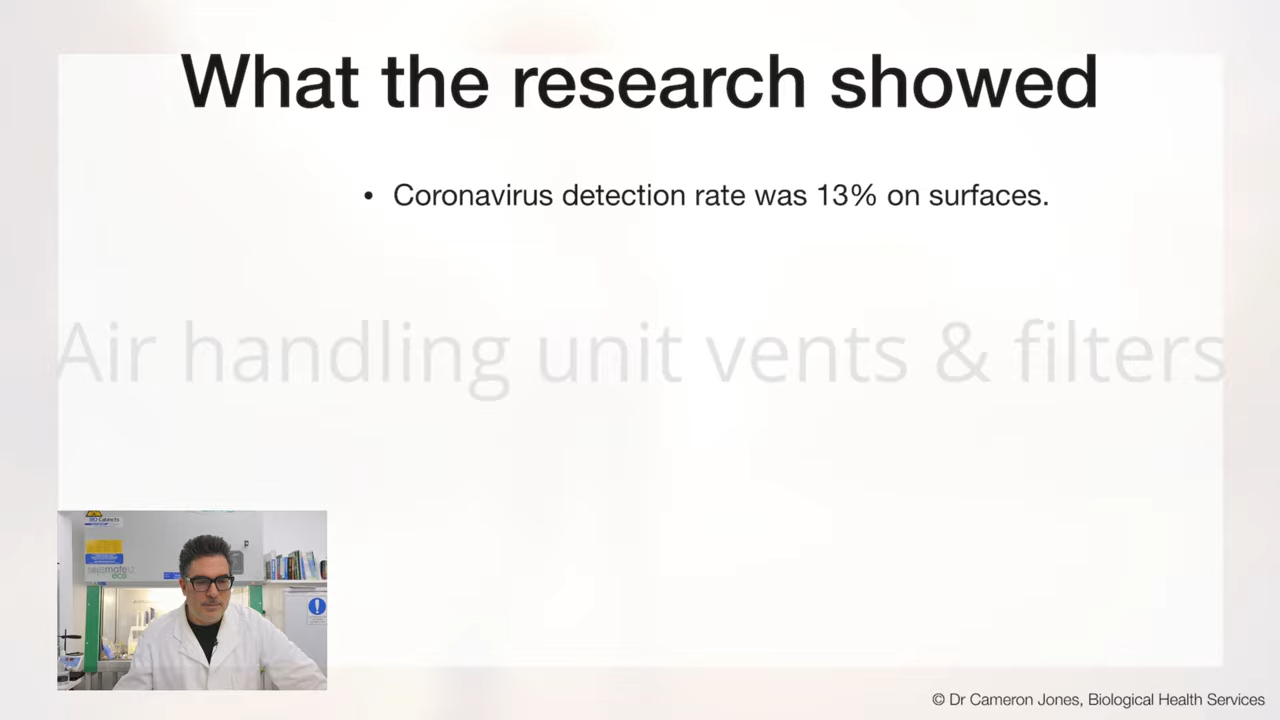 What the research showed
• Coronavirus detection rate was 13% on surfaces.
Air handling unit vents & filters
© Dr Cameron Jones, Biological Health Services